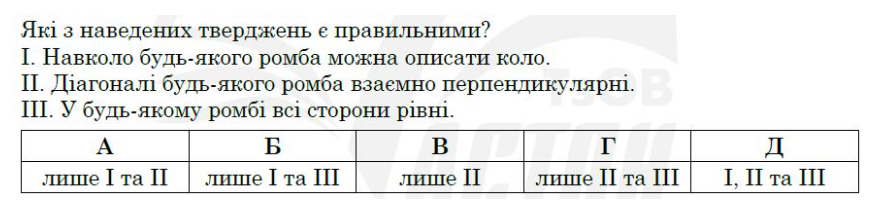 Які з наведених тверджень є правильними?
I. Навколо будь-якого ромба можна описати коло.
II. Діагоналі будь-якого ромба взаємно перпендикулярні.
III. У будь-якому ромбі всі сторони рівні.
А Б В Г Д
лише I та II лише I та III лише II лише II та III I, II та III
ТзОВ
АСТОН